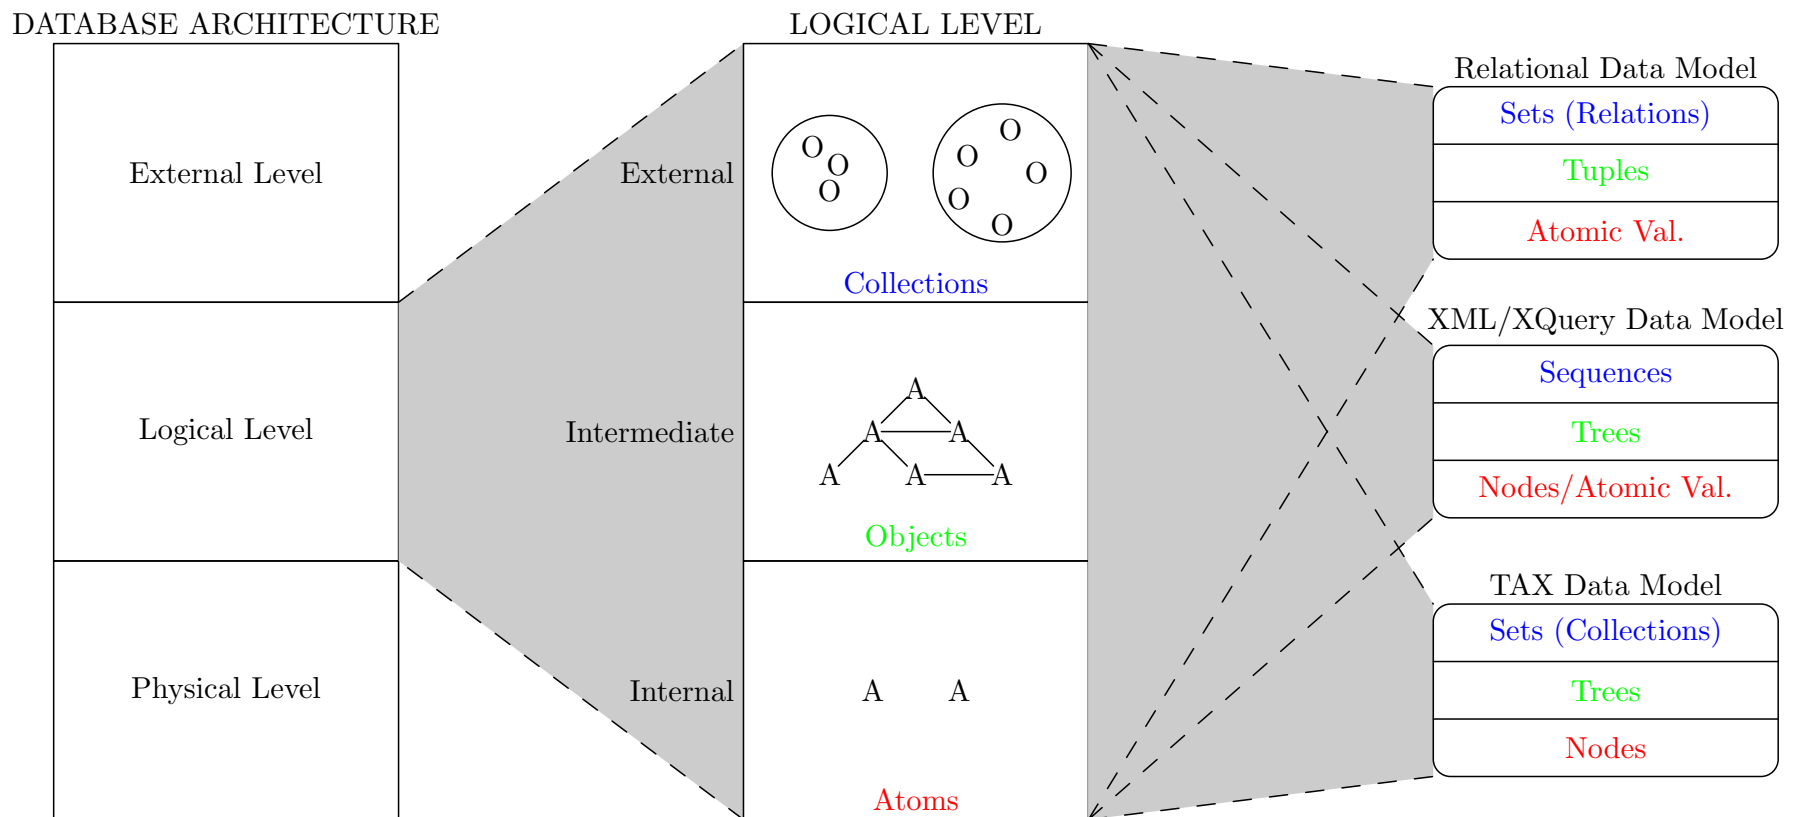 DATABASE ARCHITECTURE
External Level
Logical Level
Physical Level
LOGICAL LEVEL
External
O
O
O
O
O
O
O
O
Collections
Intermediate
A
A A
A A A
Objects
Internal
A A
Atoms
Relational Data Model
Sets (Relations)
Tuples
Atomic Val.
XML/XQuery Data Model
Sequences
Trees
Nodes/Atomic Val.
TAX Data Model
Sets (Collections)
Trees
Nodes